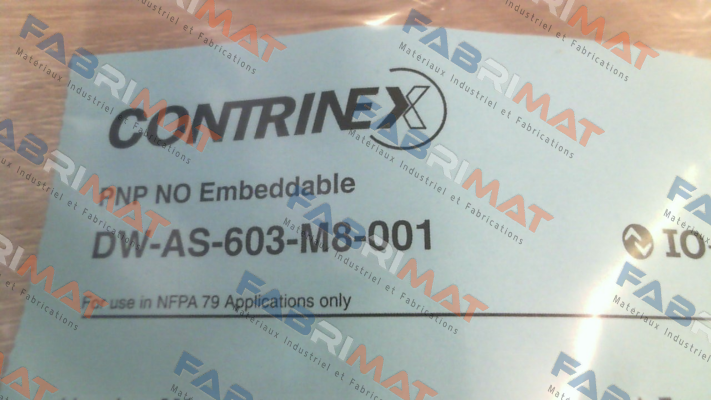 CONTRINEX
PNP NO Embeddable
DW-AS-603-M8-001
IO-
For use in NFPA 79 Applications only
FABRIMAT
Matériaux Industriel et Fabrications